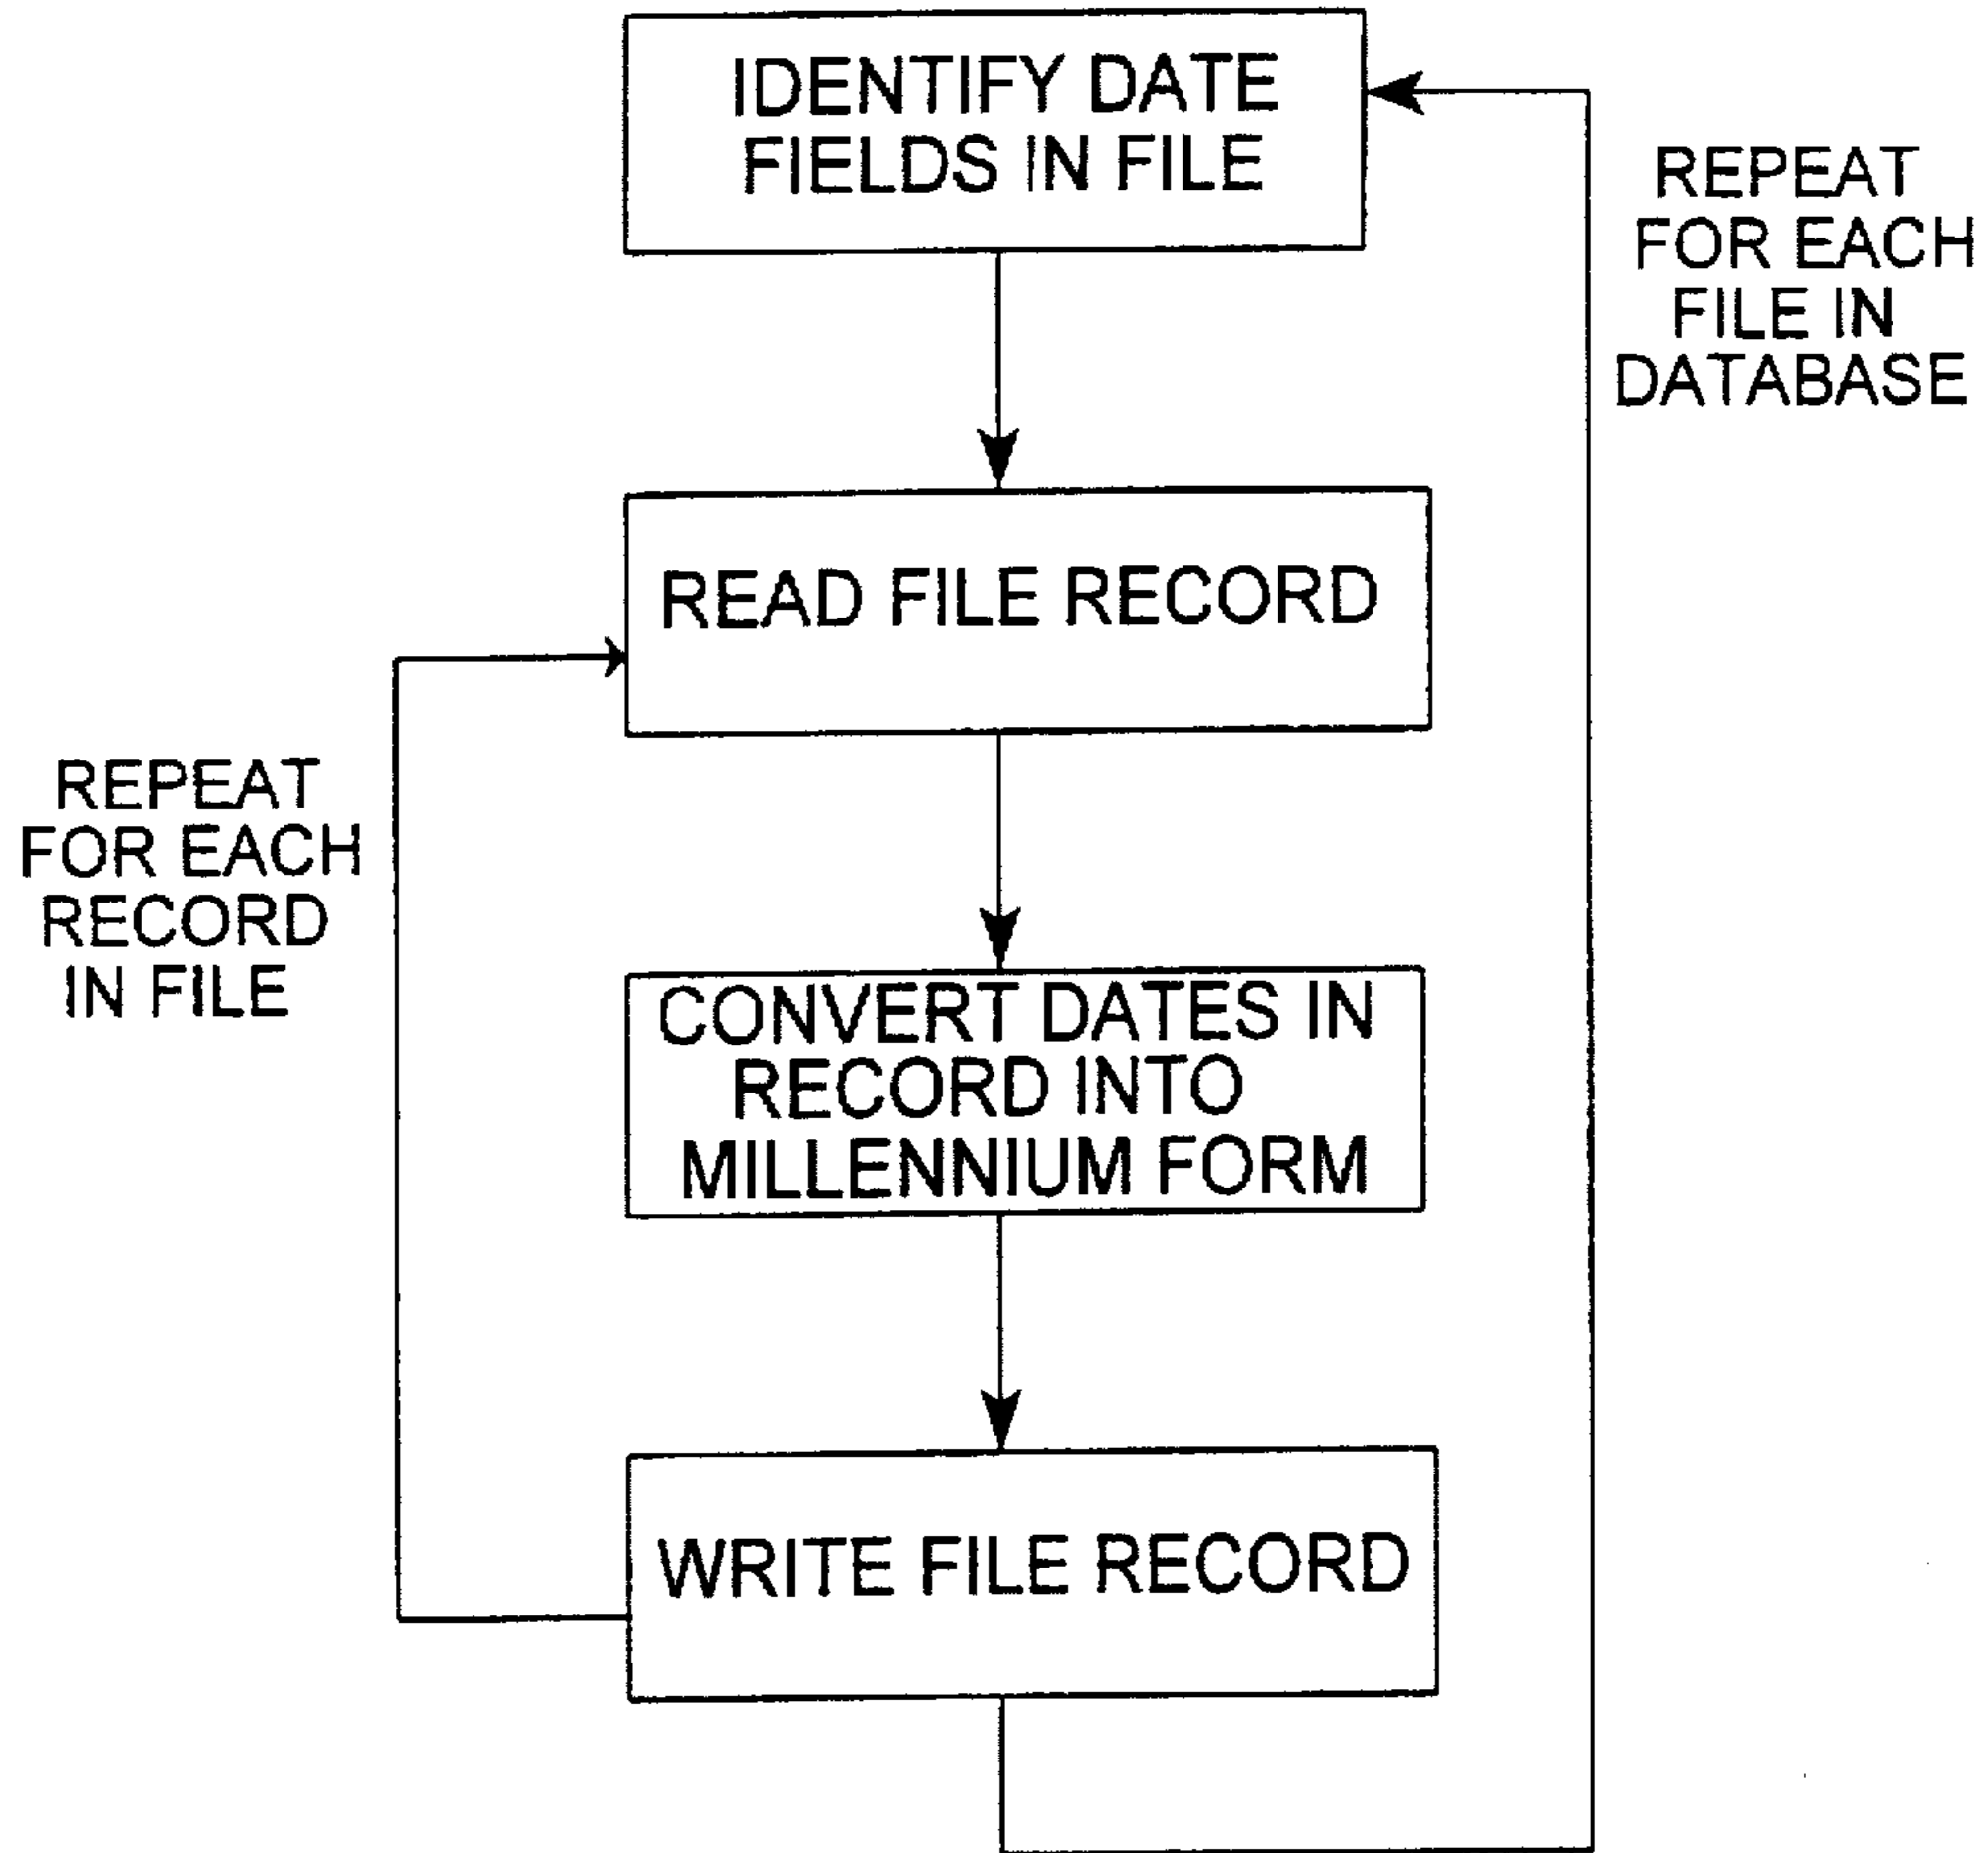 IDENTIFY DATE
FIELDS IN FILE
REPEAT
FOR EACH
FILE IN
DATABASE
READ FILE RECORD
REPEAT
FOR EACH
RECORD
IN FILE
CONVERT DATES IN
RECORD INTO
MILLENNIUM FORM
WRITE FILE RECORD